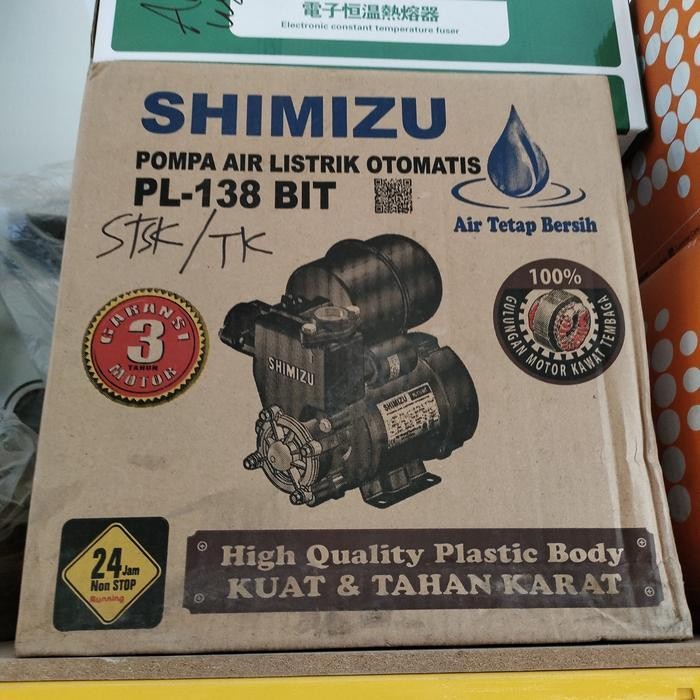 電子恒温熱熔器
Electronic constant temperature fuser
SHIMIZU
POMPA AIR LISTRIK OTOMATIS
PL-138 BIT
Air Tetap Bersih
STSK/TK
GARANSI
3
TAHUN
MOTOR
100%
GULUNGAN MOTOR KAWAT TEMBAGA
SHIMIZU
SHIMIZU
24 Jam
Non STOP
Running
High Quality Plastic Body
KUAT & TAHAN KARAT